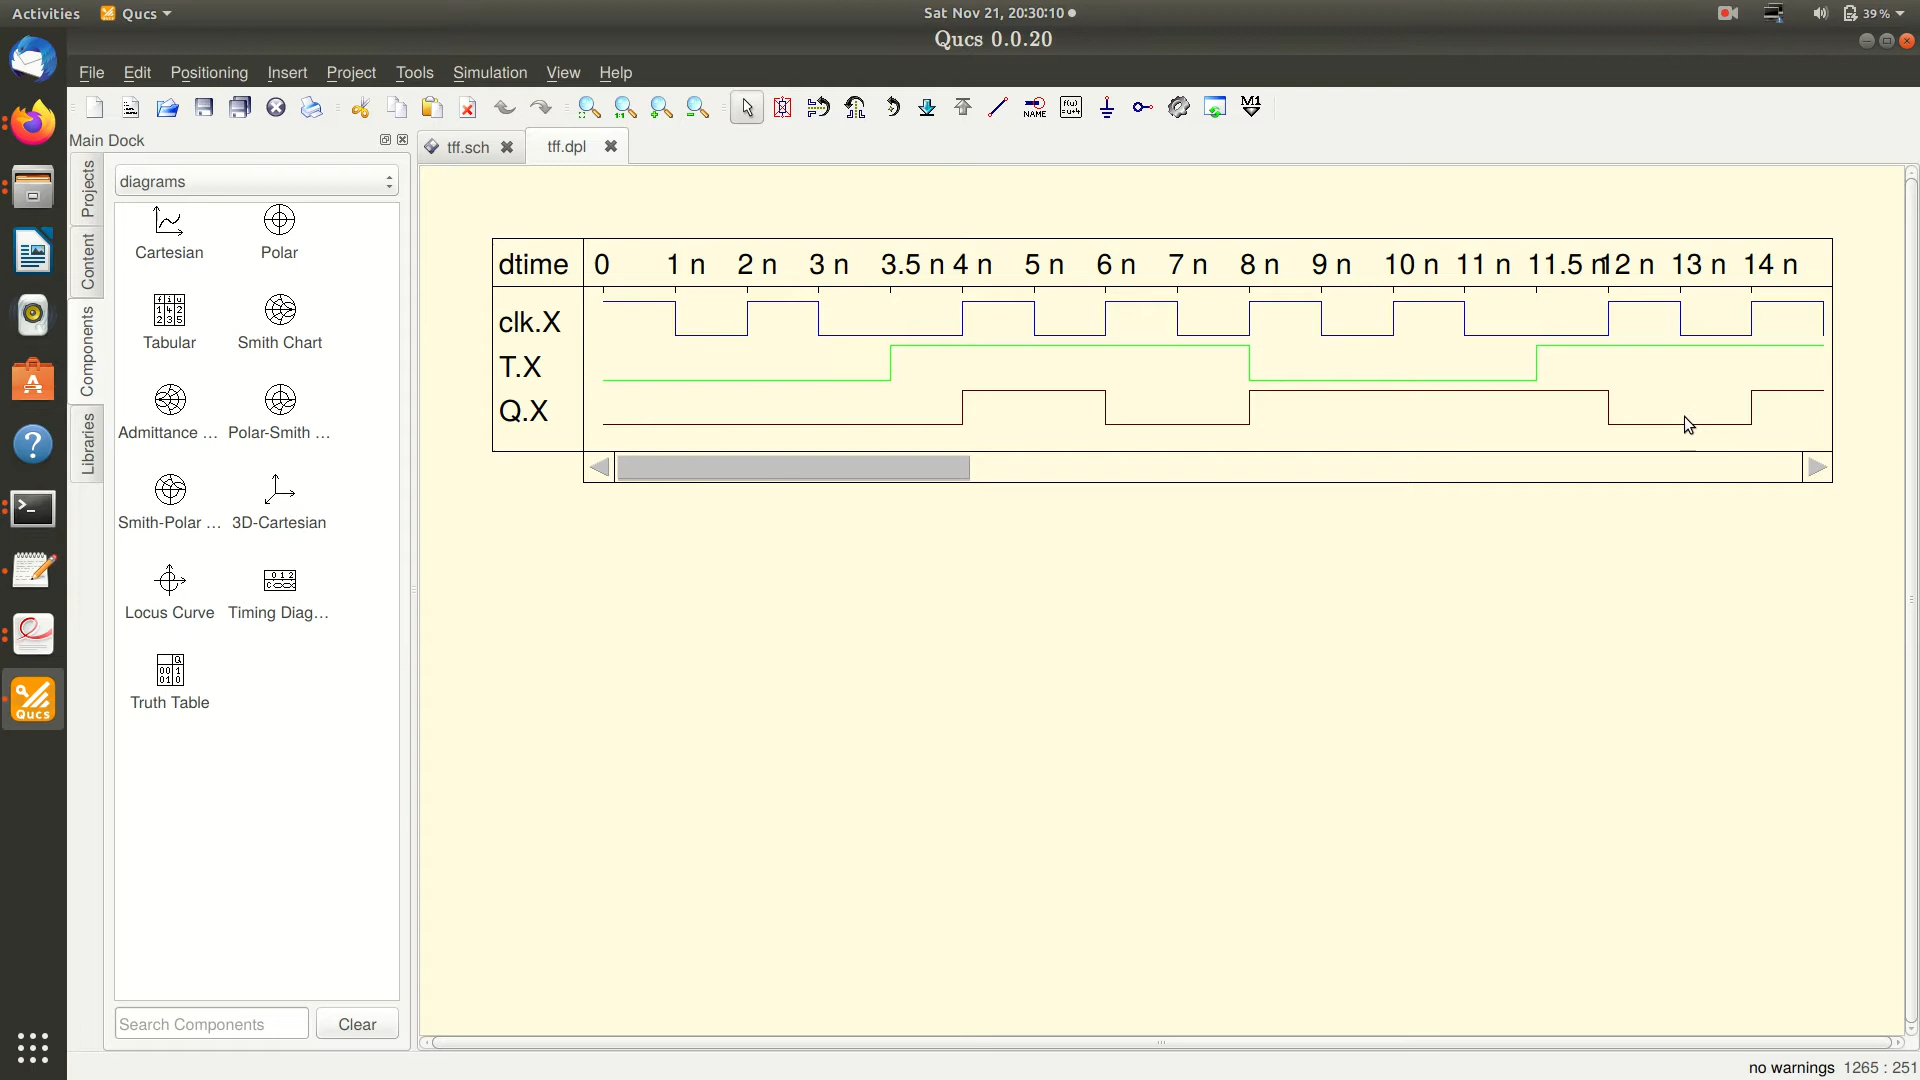 Activities
Qucs
Sat Nov 21, 20:30:10
39 %
Qucs 0.0.20
File Edit Positioning Insert Project Tools Simulation View Help
NAME
M1
Main Dock
tff.sch
tff.dpl
Projects
Content
Components
Libraries
diagrams
Cartesian
Polar
Tabular
Smith Chart
Admittance ...
Polar-Smith ...
Smith-Polar ...
3D-Cartesian
Locus Curve
Timing Diag...
Truth Table
Search Components
Clear
dtime 0 1 n 2 n 3 n 3.5 n 4 n 5 n 6 n 7 n 8 n 9 n 10 n 11 n 11.5 n 12 n 13 n 14 n
clk.X
T.X
Q.X
Qucs
no warnings 1265 : 251